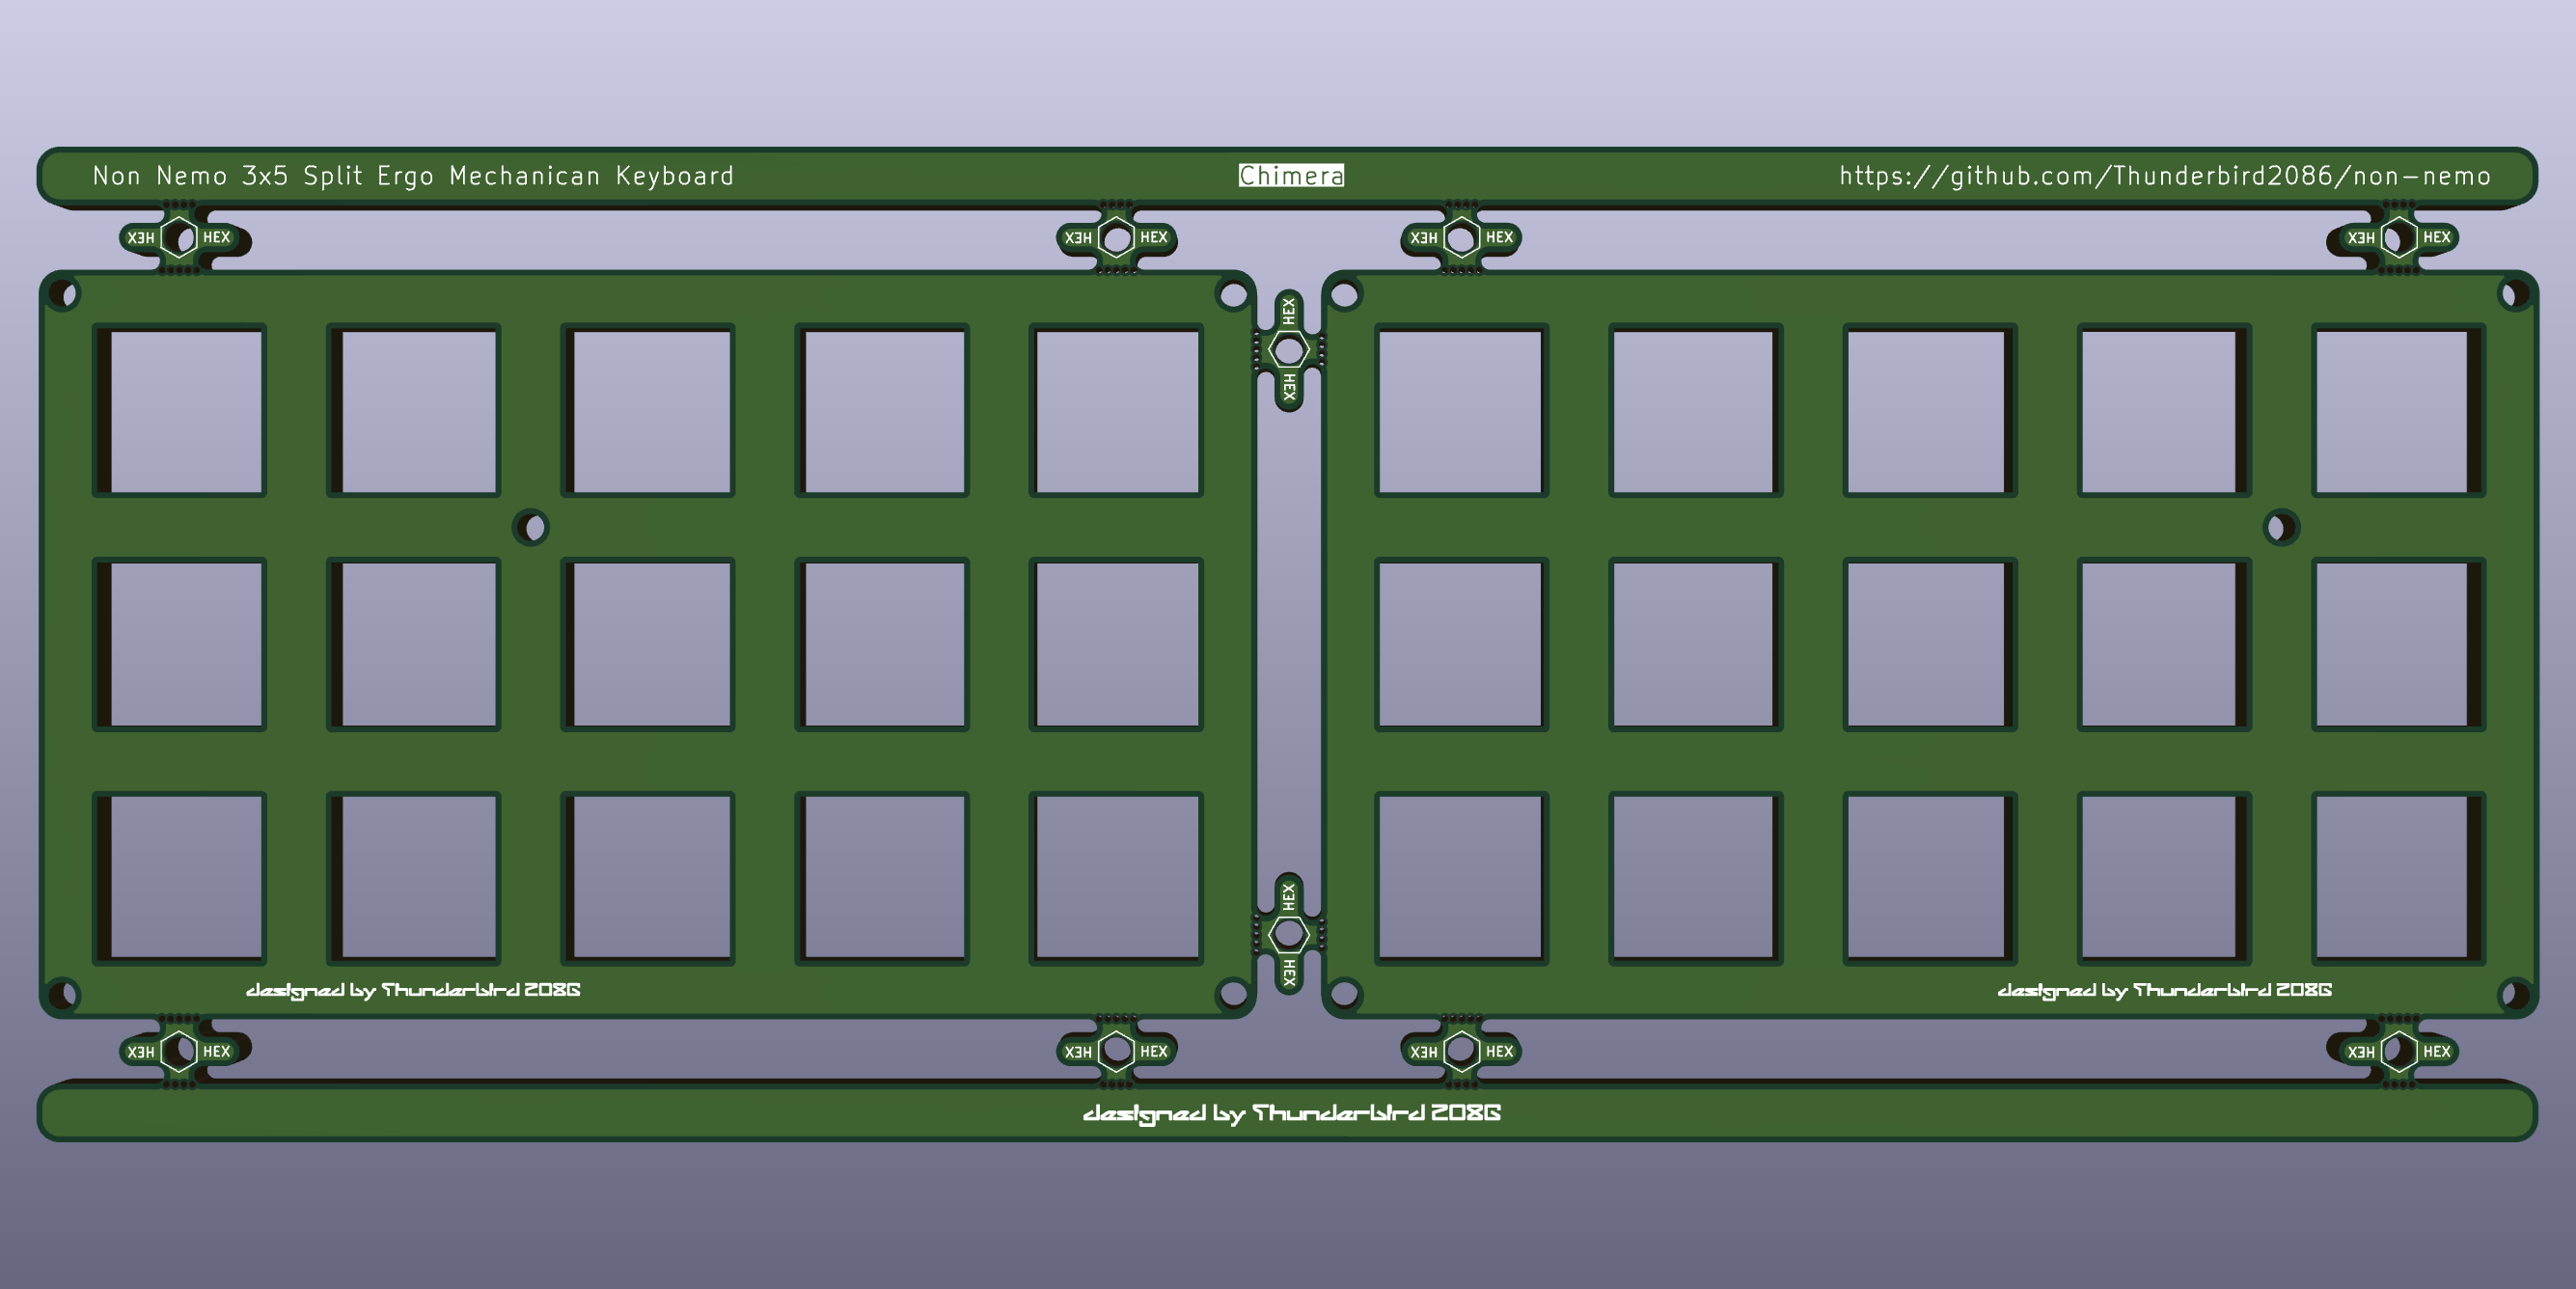 Non Nemo 3x5 Split Ergo Mechanican Keyboard
Chimera
https://github.com/Thunderbird2086/non-nemo
HEX HEX
HEX HEX
HEX HEX
HEX HEX
HEX
HEX
HEX
HEX
designed by Thunderbird 2086
designed by Thunderbird 2086
HEX HEX
HEX HEX
HEX HEX
HEX HEX
designed by Thunderbird 2086